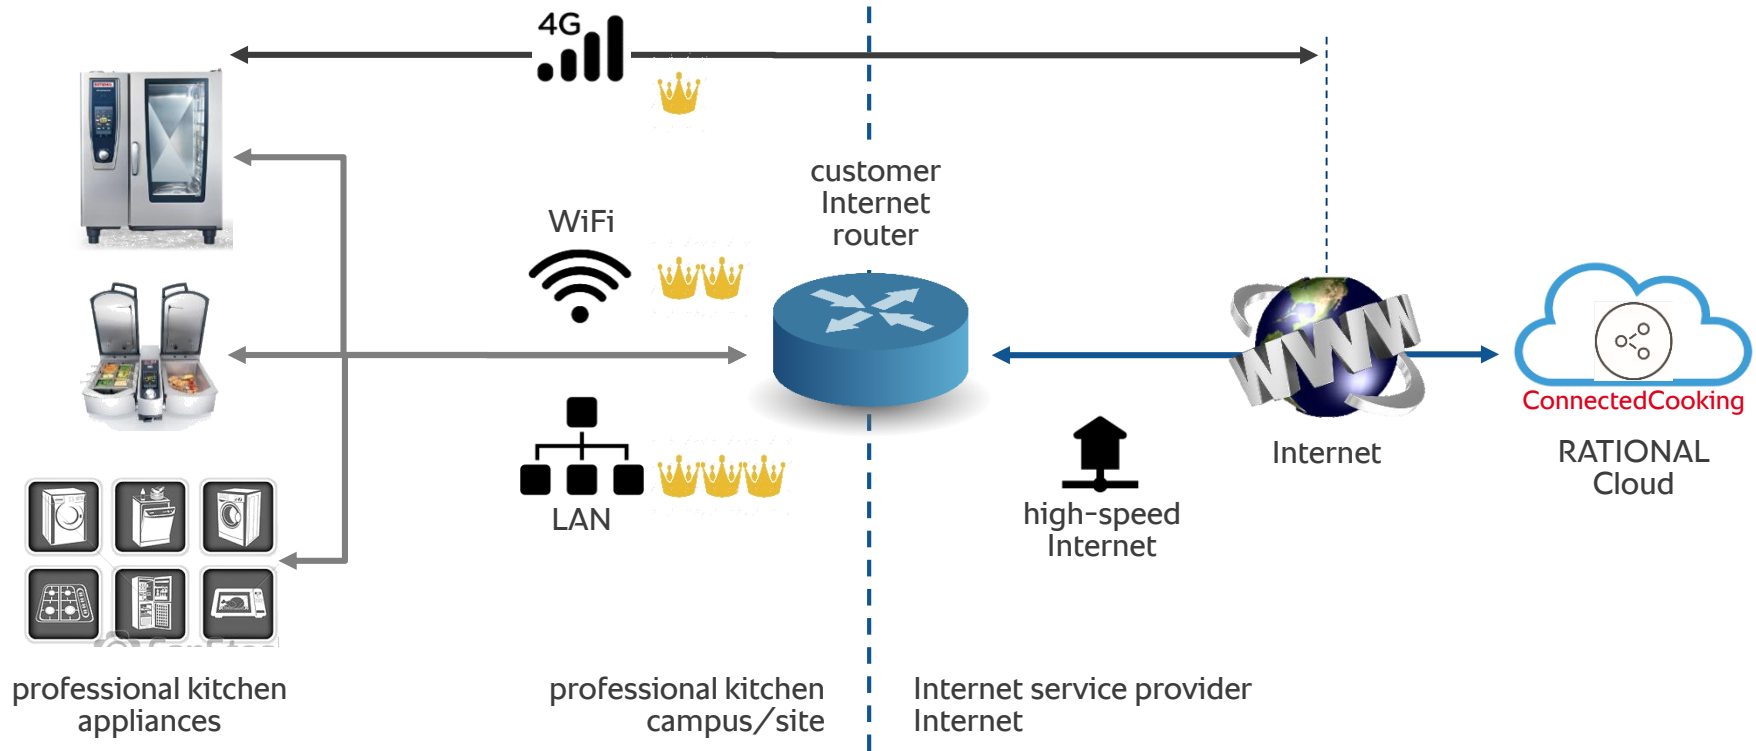 4G
customer
Internet
router
WiFi
WWW
ConnectedCooking
LAN
Internet
RATIONAL
Cloud
high-speed
Internet
professional kitchen
appliances
professional kitchen
campus/site
Internet service provider
Internet